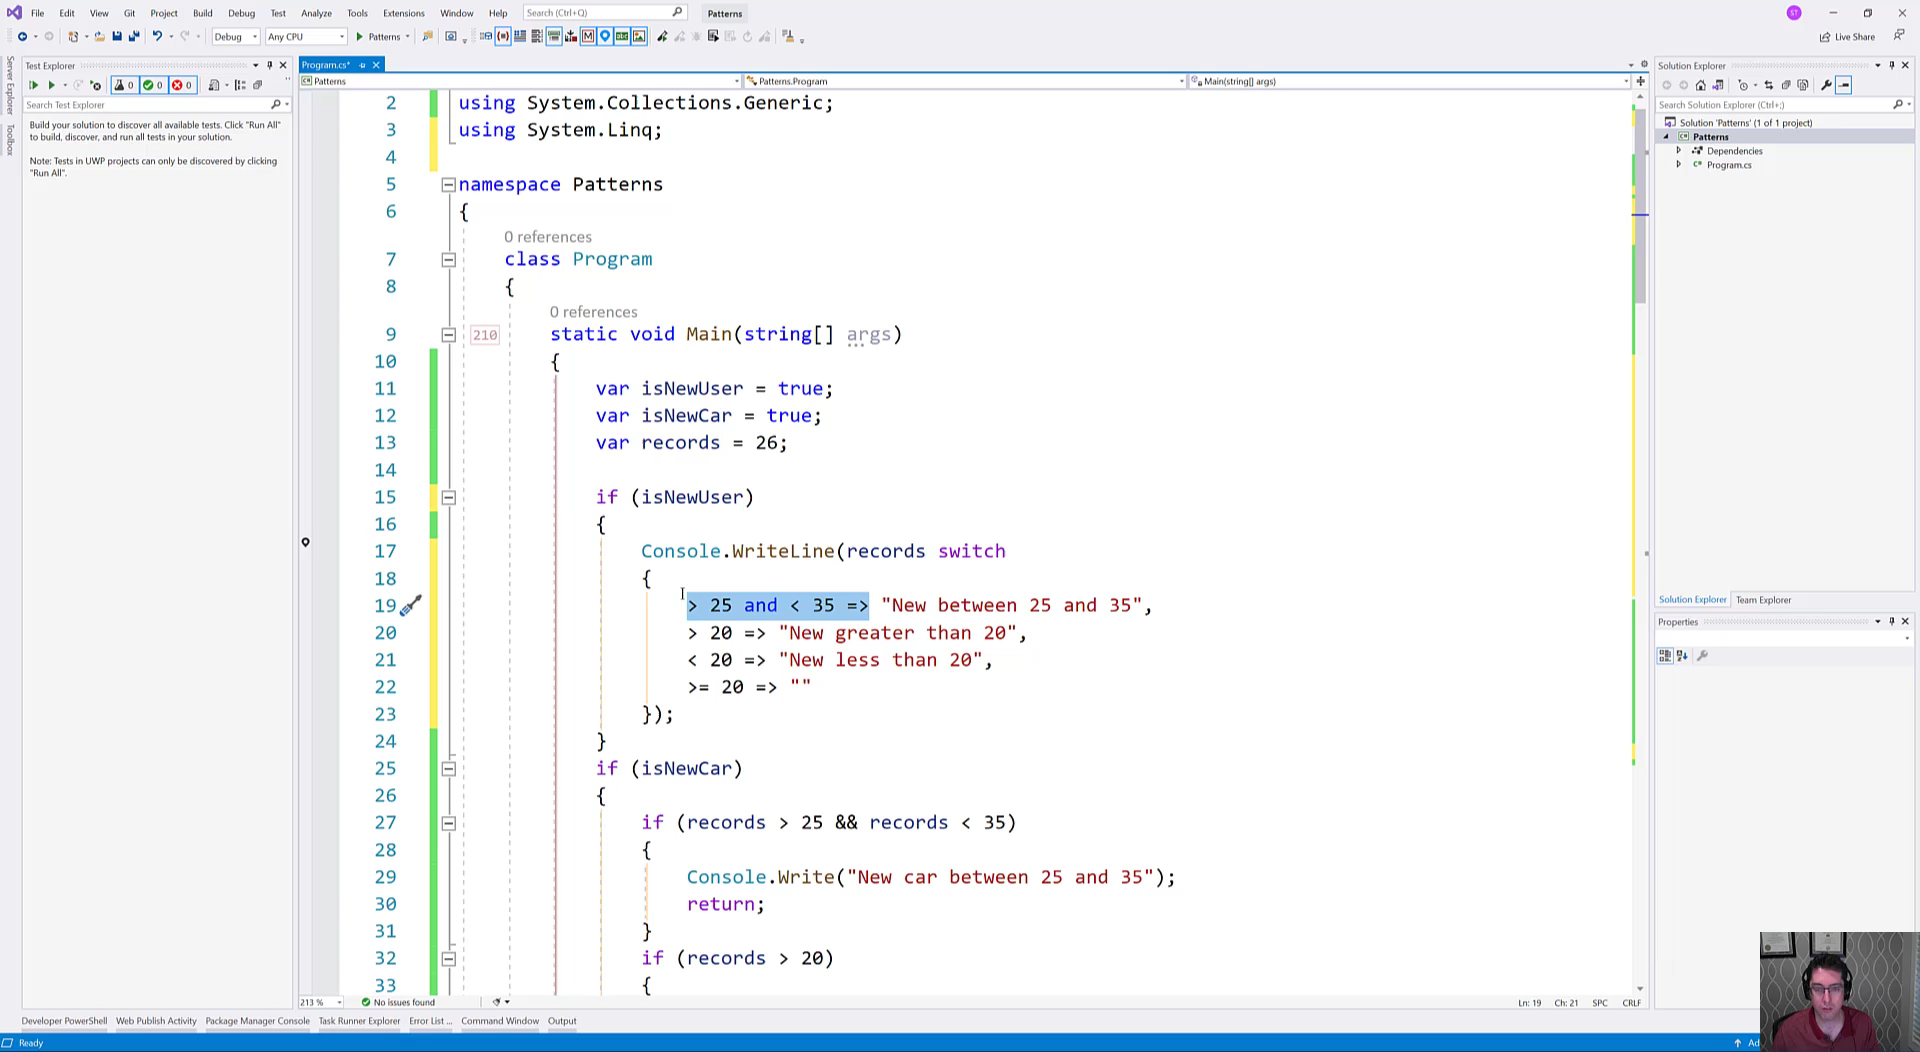 File Edit View Git Project Build Debug Test Analyze Tools Extensions Window Help Search (Ctrl+Q) Patterns ST
Debug Any CPU Patterns Live Share
Server Explorer
Toolbox
Test Explorer
0 0 0
Search Test Explorer
Build your solution to discover all available tests. Click "Run All"
to build, discover, and run all tests in your solution.
Note: Tests in UWP projects can only be discovered by clicking
"Run All".
Program.cs*
Patterns Patterns.Program Main(string[] args)
2 using System.Collections.Generic;
3 using System.Linq;
4
5 namespace Patterns
6 {
0 references
7 class Program
8 {
0 references
9 210 static void Main(string[] args)
10 {
11 var isNewUser = true;
12 var isNewCar = true;
13 var records = 26;
14
15 if (isNewUser)
16 {
17 Console.WriteLine(records switch
18 {
19 > 25 and < 35 => "New between 25 and 35",
20 > 20 => "New greater than 20",
21 < 20 => "New less than 20",
22 >= 20 => ""
23 });
24 }
25 if (isNewCar)
26 {
27 if (records > 25 && records < 35)
28 {
29 Console.Write("New car between 25 and 35");
30 return;
31 }
32 if (records > 20)
33 {
213 % No issues found Ln: 19 Ch: 21 SPC CRLF
Solution Explorer
Search Solution Explorer (Ctrl+;)
Solution 'Patterns' (1 of 1 project)
Patterns
Dependencies
C# Program.cs
Solution Explorer Team Explorer
Properties
Developer PowerShell Web Publish Activity Package Manager Console Task Runner Explorer Error List ... Command Window Output
Ready